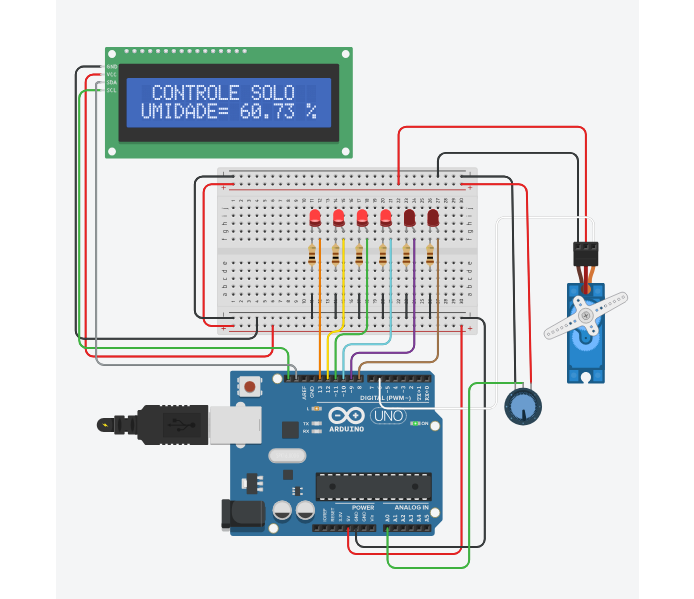 GND
VCC
SDA
SCL
CONTROLE SOLO
UMIDADE= 60.73 %
AREF
GND
13
12
~11
~10
~9
8
7
~6
~5
4
~3
2
TX→1
RX←0
DIGITAL (PWM~)
L
TX
RX
ARDUINO
UNO
ON
POWER
ANALOG IN
IOREF
RESET
3.3V
5V
GND
GND
Vin
A0
A1
A2
A3
A4
A5